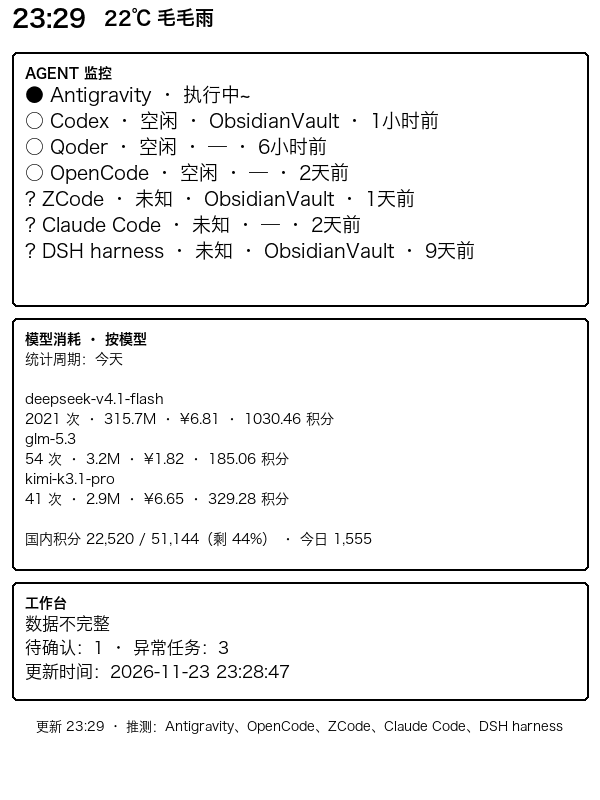 23:29 22℃ 毛毛雨
AGENT 监控
● Antigravity · 执行中~
○ Codex · 空闲 · ObsidianVault · 1小时前
○ Qoder · 空闲 · — · 6小时前
○ OpenCode · 空闲 · — · 2天前
? ZCode · 未知 · ObsidianVault · 1天前
? Claude Code · 未知 · — · 2天前
? DSH harness · 未知 · ObsidianVault · 9天前
模型消耗 · 按模型
统计周期：今天
deepseek-v4.1-flash
2021 次 · 315.7M · ¥6.81 · 1030.46 积分
glm-5.3
54 次 · 3.2M · ¥1.82 · 185.06 积分
kimi-k3.1-pro
41 次 · 2.9M · ¥6.65 · 329.28 积分
国内积分 22,520 / 51,144（剩 44%） · 今日 1,555
工作台
数据不完整
待确认：1 · 异常任务：3
更新时间：2026-11-23 23:28:47
更新 23:29 · 推测：Antigravity、OpenCode、ZCode、Claude Code、DSH harness